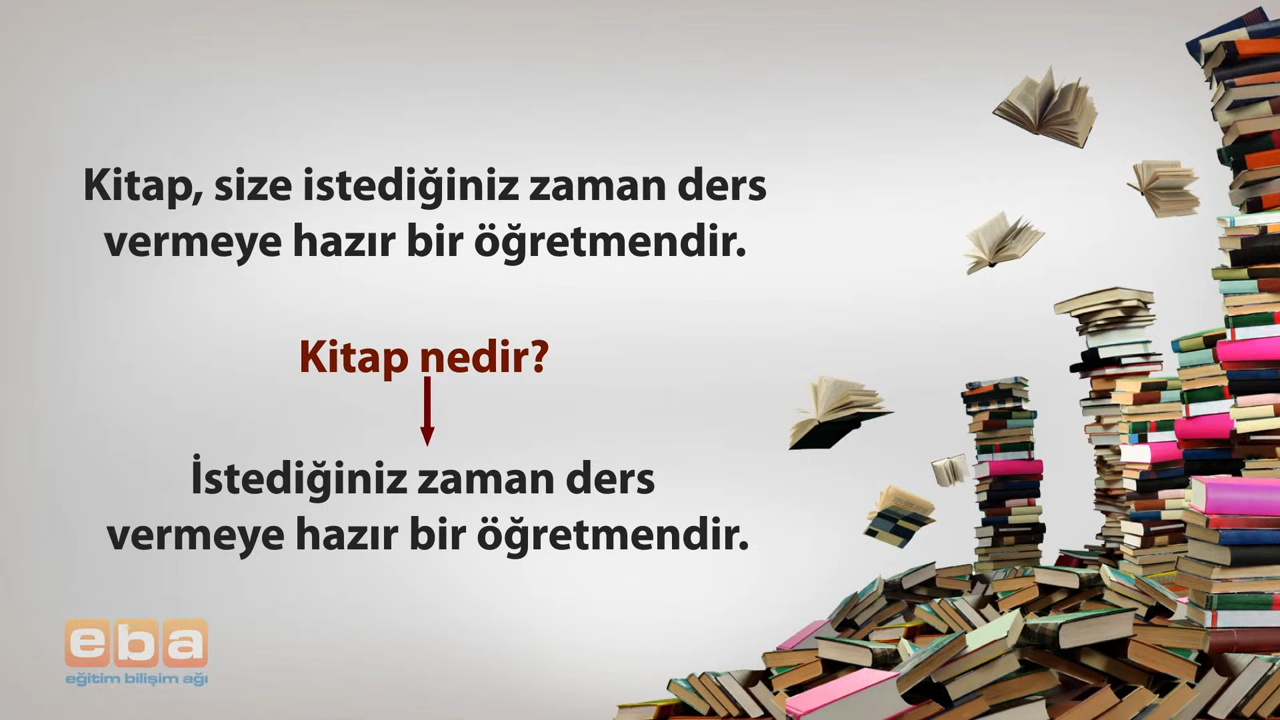 Kitap, size istediğiniz zaman ders
vermeye hazır bir öğretmendir.
Kitap nedir?
İstediğiniz zaman ders
vermeye hazır bir öğretmendir.
eba
eğitim bilişim ağı